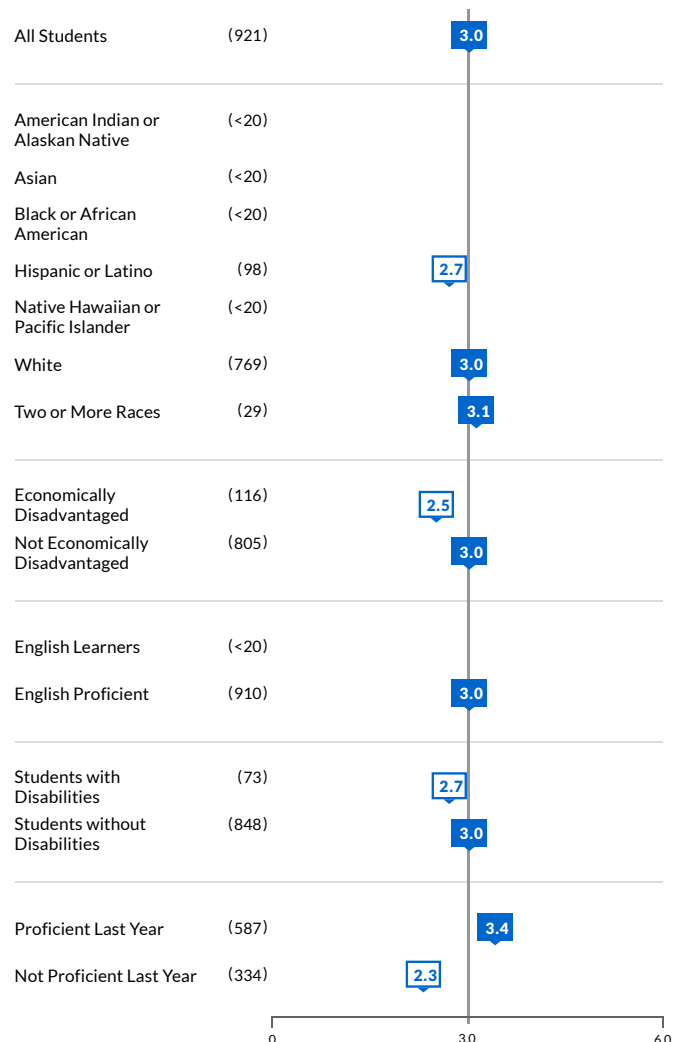 All Students (921) 3.0
American Indian or (<20)
Alaskan Native
Asian (<20)
Black or African (<20)
American
Hispanic or Latino (98) 2.7
Native Hawaiian or (<20)
Pacific Islander
White (769) 3.0
Two or More Races (29) 3.1
Economically (116)
Disadvantaged 2.5
Not Economically (805)
Disadvantaged 3.0
English Learners (<20)
English Proficient (910) 3.0
Students with (73)
Disabilities 2.7
Students without (848)
Disabilities 3.0
Proficient Last Year (587) 3.4
Not Proficient Last Year (334) 2.3
0 3.0 6.0